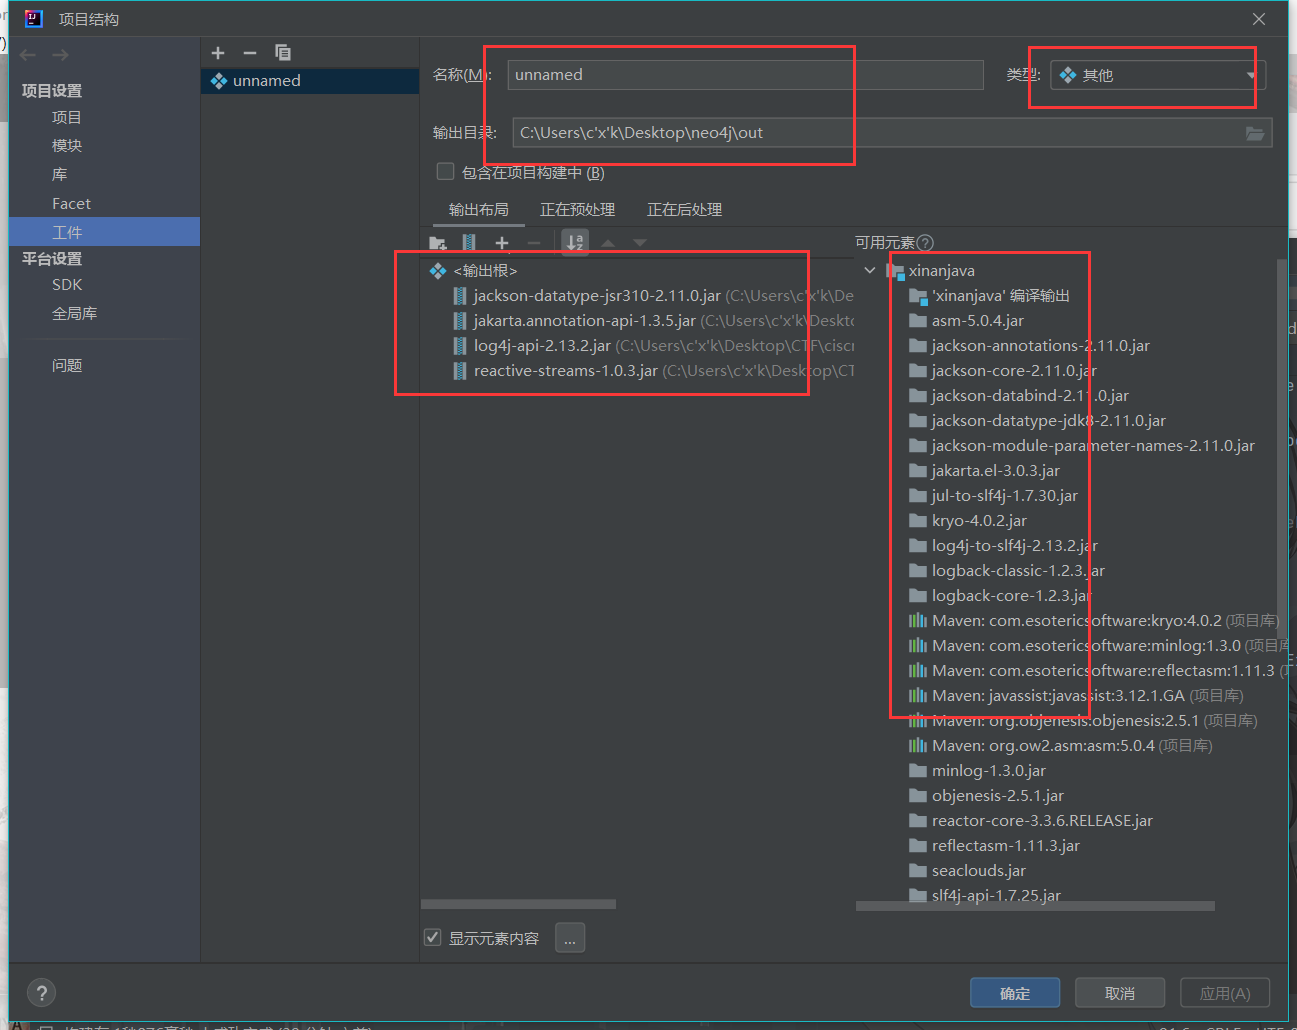 项目结构
项目设置
项目
模块
库
Facet
工件
平台设置
SDK
全局库
问题
unnamed
名称(M): unnamed
类型: 其他
输出目录: C:\Users\c'x'k\Desktop\neo4j\out
包含在项目构建中 (B)
输出布局 正在预处理 正在后处理
可用元素
<输出根>
jackson-datatype-jsr310-2.11.0.jar (C:\Users\c'x'k\De
jakarta.annotation-api-1.3.5.jar (C:\Users\c'x'k\Deskto
log4j-api-2.13.2.jar (C:\Users\c'x'k\Desktop\CTF\ciscr
reactive-streams-1.0.3.jar (C:\Users\c'x'k\Desktop\CT
xinanjava
'xinanjava' 编译输出
asm-5.0.4.jar
jackson-annotations-2.11.0.jar
jackson-core-2.11.0.jar
jackson-databind-2.11.0.jar
jackson-datatype-jdk8-2.11.0.jar
jackson-module-parameter-names-2.11.0.jar
jakarta.el-3.0.3.jar
jul-to-slf4j-1.7.30.jar
kryo-4.0.2.jar
log4j-to-slf4j-2.13.2.jar
logback-classic-1.2.3.jar
logback-core-1.2.3.jar
Maven: com.esotericsoftware:kryo:4.0.2 (项目库)
Maven: com.esotericsoftware:minlog:1.3.0 (项目库
Maven: com.esotericsoftware:reflectasm:1.11.3 (
Maven: javassist:javassist:3.12.1.GA (项目库)
Maven: org.objenesis:objenesis:2.5.1 (项目库)
Maven: org.ow2.asm:asm:5.0.4 (项目库)
minlog-1.3.0.jar
objenesis-2.5.1.jar
reactor-core-3.3.6.RELEASE.jar
reflectasm-1.11.3.jar
seaclouds.jar
slf4j-api-1.7.25.jar
显示元素内容 ...
? 确定 取消 应用(A)